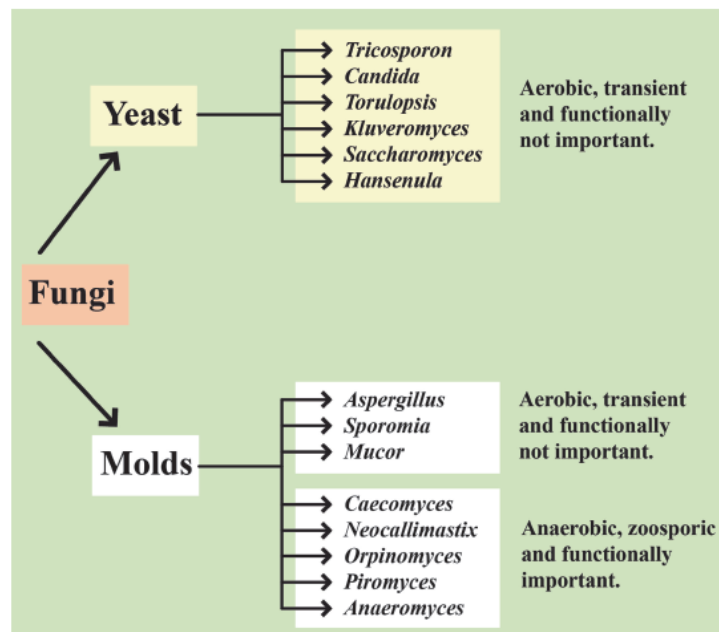 Tricosporon
Candida
Torulopsis
Kluveromyces
Saccharomyces
Hansenula
Yeast
Aerobic, transient
and functionally
not important.
Fungi
Molds
Aspergillus
Sporomia
Mucor
Aerobic, transient
and functionally
not important.
Caecomyces
Neocallimastix
Orpinomyces
Piromyces
Anaeromyces
Anaerobic, zoosporic
and functionally
important.